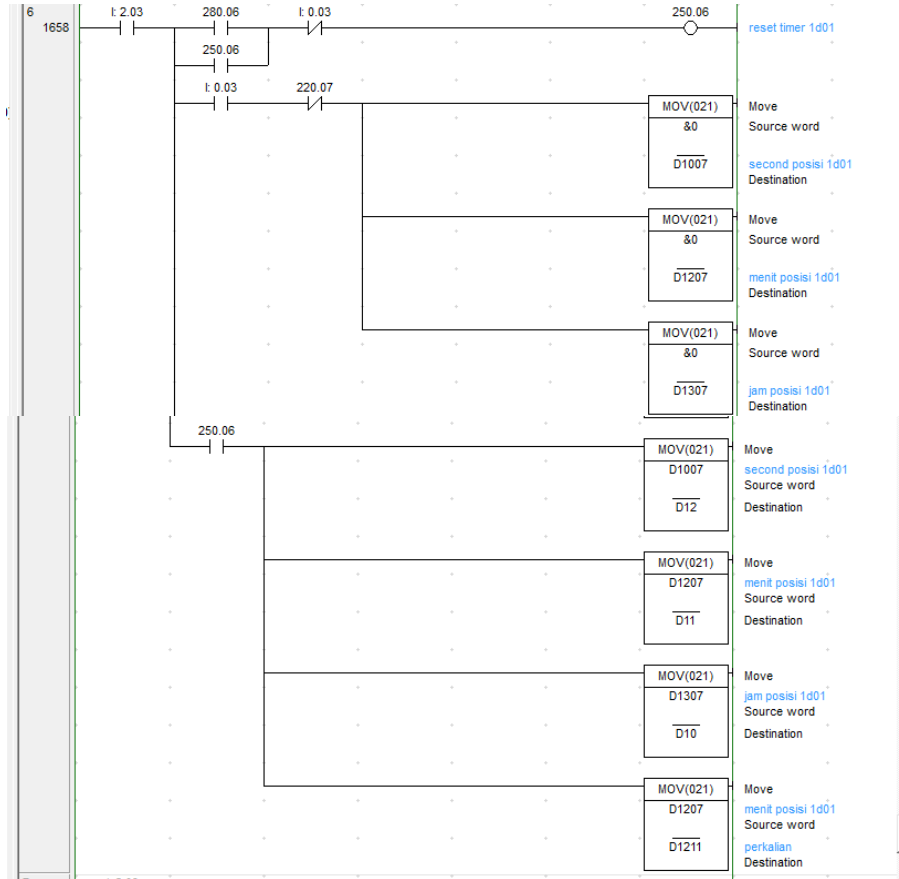 6 I: 2.03 280.06 I: 0.03 250.06
1658 reset timer 1d01
250.06
I: 0.03 220.07
MOV(021) Move
&0 Source word
D1007 second posisi 1d01
Destination
MOV(021) Move
&0 Source word
D1207 menit posisi 1d01
Destination
MOV(021) Move
&0 Source word
D1307 jam posisi 1d01
Destination
250.06
MOV(021) Move
D1007 second posisi 1d01
Source word
D12 Destination
MOV(021) Move
D1207 menit posisi 1d01
Source word
D11 Destination
MOV(021) Move
D1307 jam posisi 1d01
Source word
D10 Destination
MOV(021) Move
D1207 menit posisi 1d01
Source word
D1211 perkalian
Destination